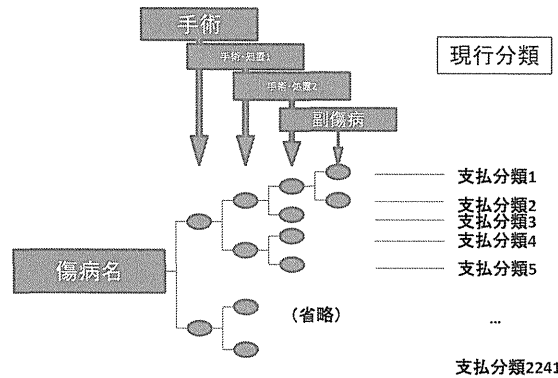 手術
手術・処置1
現行分類
手術・処置2
副傷病
支払分類1
支払分類2
支払分類3
支払分類4
傷病名
支払分類5
(省略)
...
支払分類2241